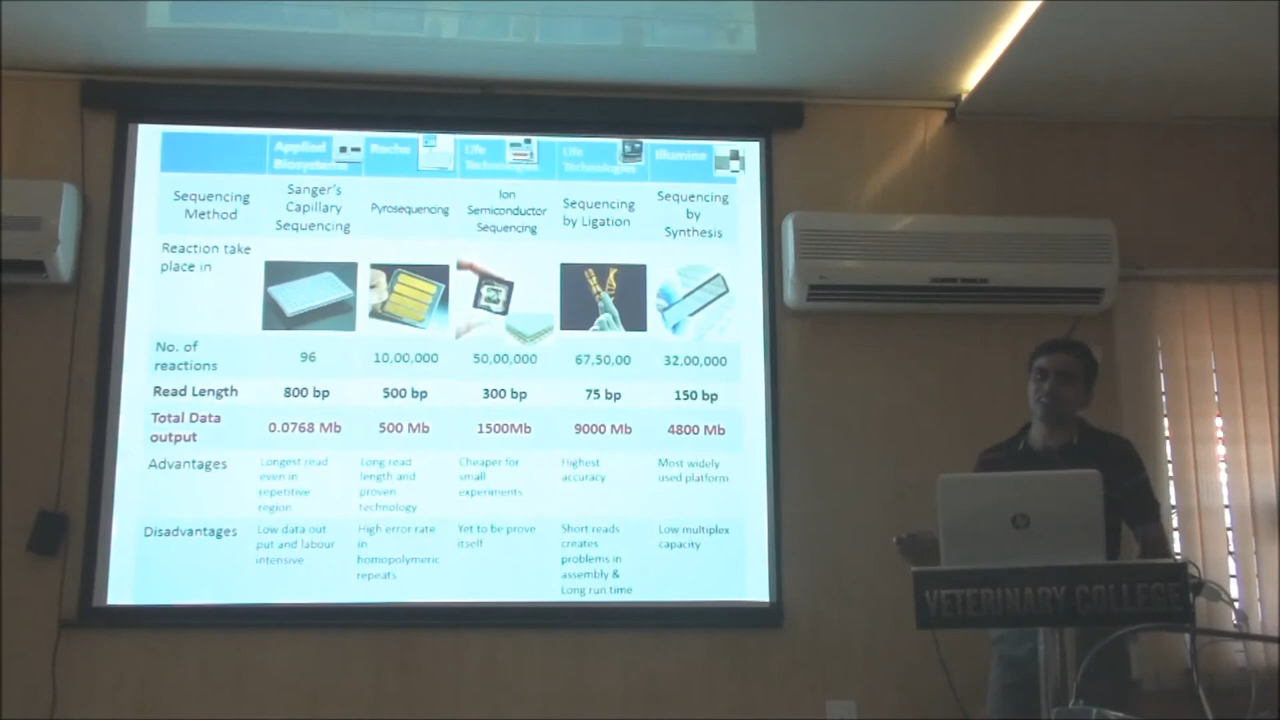 Applied
Biosystems
Roche
Life
Technologies
Life
Technologies
Illumina
Sequencing
Method
Sanger's
Capillary
Sequencing
Pyrosequencing
Ion
Semiconductor
Sequencing
Sequencing
by Ligation
Sequencing
by
Synthesis
Reaction take
place in
No. of
reactions
96
10,00,000
50,00,000
67,50,00
32,00,000
Read Length
800 bp
500 bp
300 bp
75 bp
150 bp
Total Data
output
0.0768 Mb
500 Mb
1500Mb
9000 Mb
4800 Mb
Advantages
Longest read
even in
repetitive
region
Long read
length and
proven
technology
Cheaper for
small
experiments
Highest
accuracy
Most widely
used platform
Disadvantages
Low data out
put and labour
intensive
High error rate
in
homopolymeric
repeats
Yet to be prove
itself
Short reads
creates
problems in
assembly &
Long run time
Low multiplex
capacity
hp
VETERINARY COLLEGE